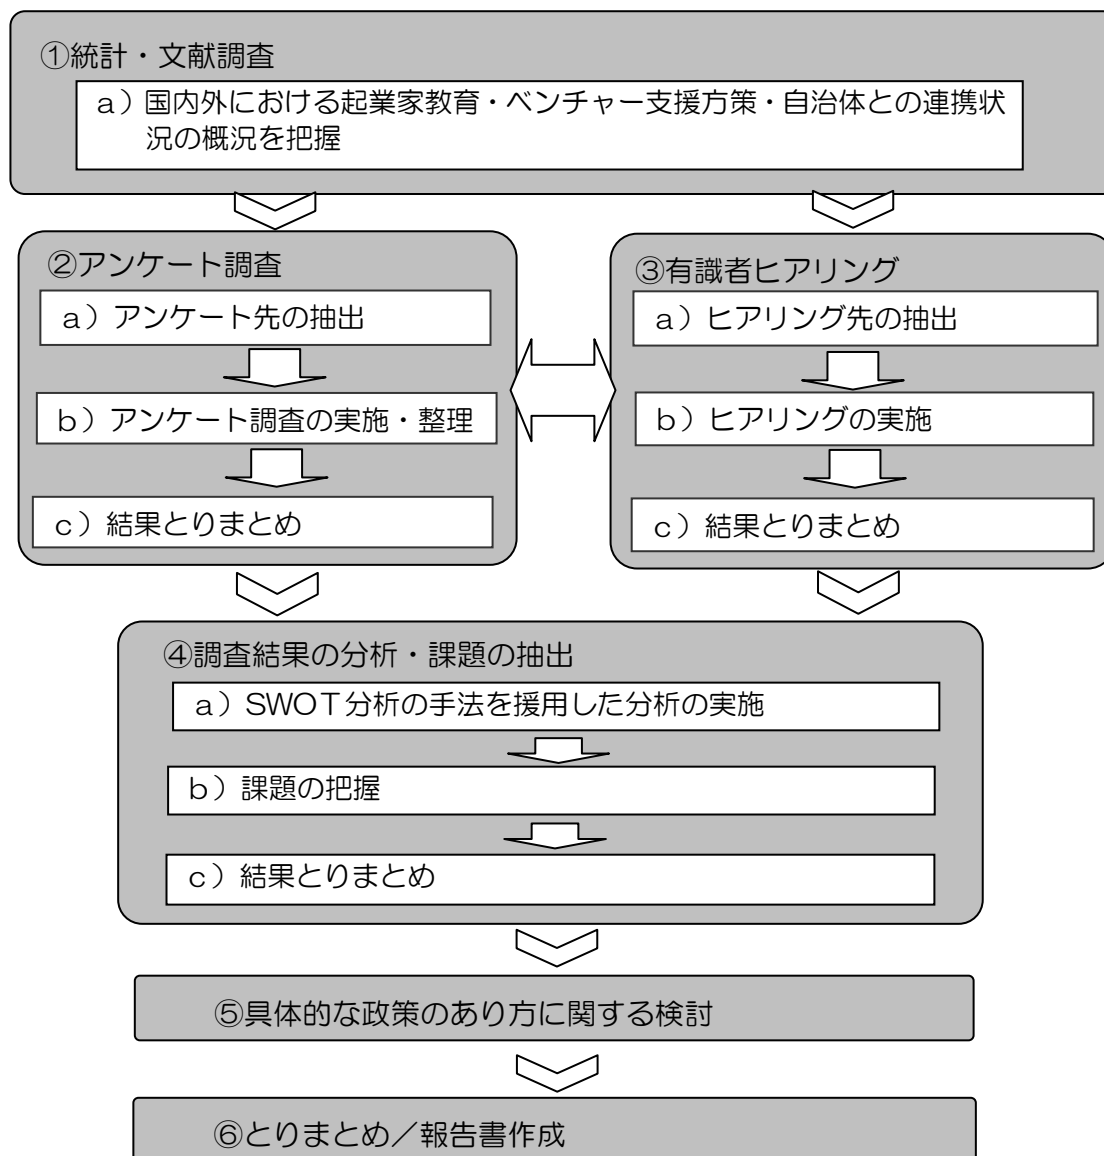 ①統計・文献調査
a）国内外における起業家教育・ベンチャー支援方策・自治体との連携状
況の概況を把握
②アンケート調査
a）アンケート先の抽出
b）アンケート調査の実施・整理
c）結果とりまとめ
③有識者ヒアリング
a）ヒアリング先の抽出
b）ヒアリングの実施
c）結果とりまとめ
④調査結果の分析・課題の抽出
a）SWOT分析の手法を援用した分析の実施
b）課題の把握
c）結果とりまとめ
⑤具体的な政策のあり方に関する検討
⑥とりまとめ／報告書作成